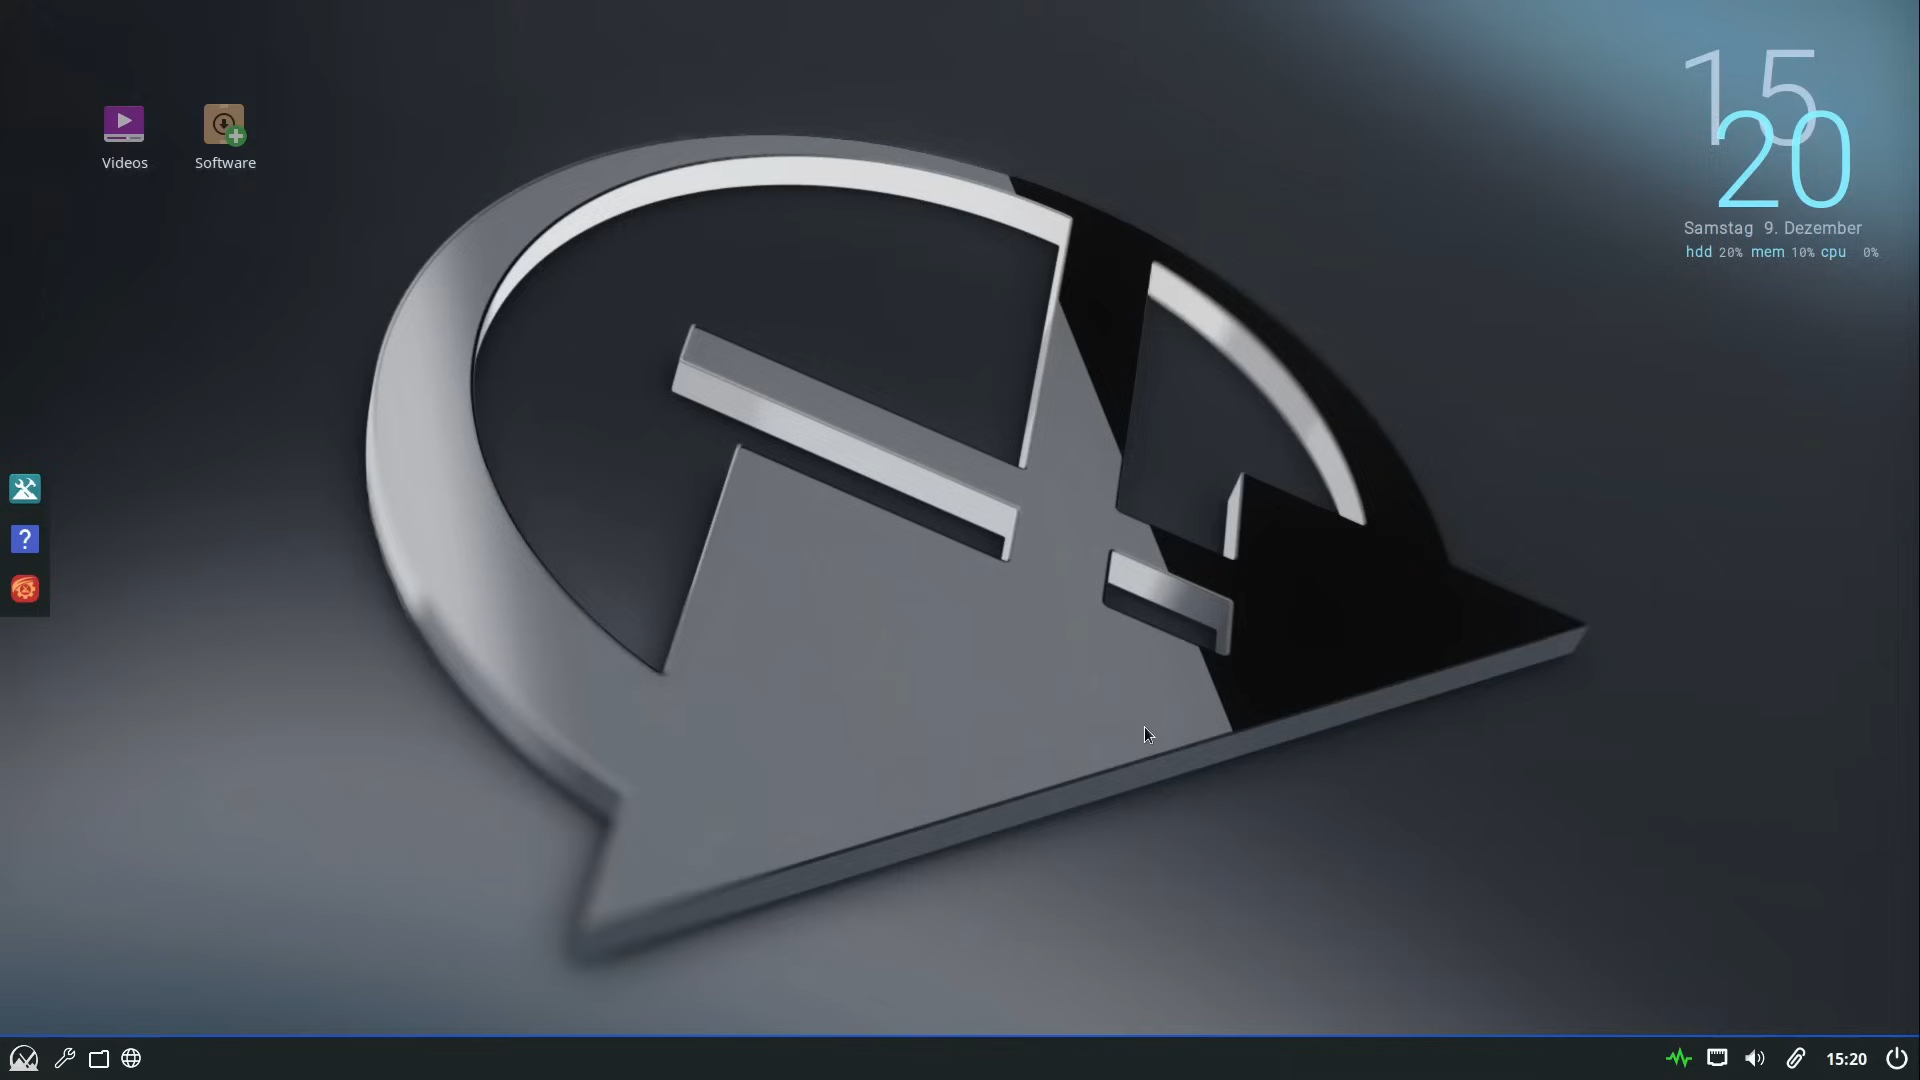 Videos
Software
15
20
Samstag 9. Dezember
hdd 20% mem 10% cpu 0%
?
15:20